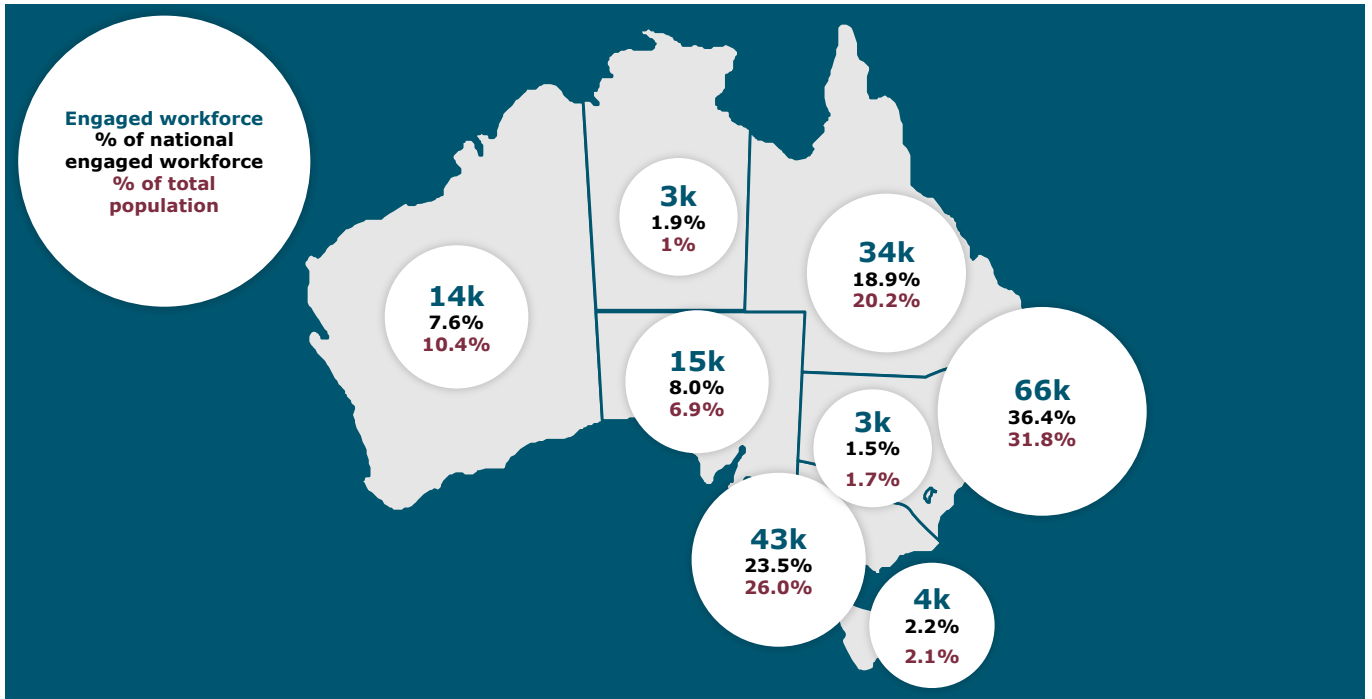 Engaged workforce
% of national
engaged workforce
% of total
population
3k
1.9%
1%
34k
18.9%
20.2%
14k
7.6%
10.4%
15k
8.0%
6.9%
66k
36.4%
31.8%
3k
1.5%
1.7%
43k
23.5%
26.0%
4k
2.2%
2.1%